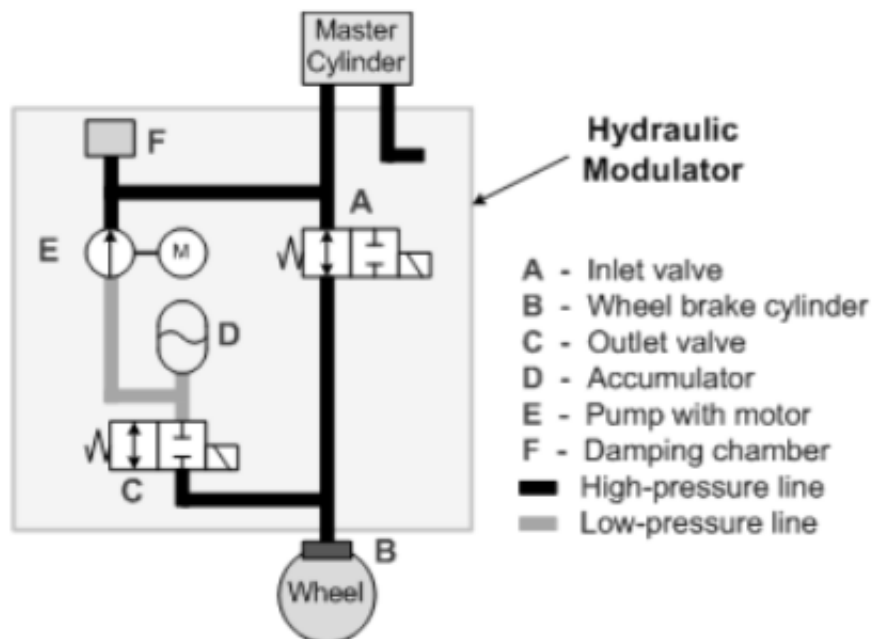 Master
Cylinder
F
Hydraulic
Modulator
A
E
M
D
C
B
Wheel
A - Inlet valve
B - Wheel brake cylinder
C - Outlet valve
D - Accumulator
E - Pump with motor
F - Damping chamber
High-pressure line
Low-pressure line